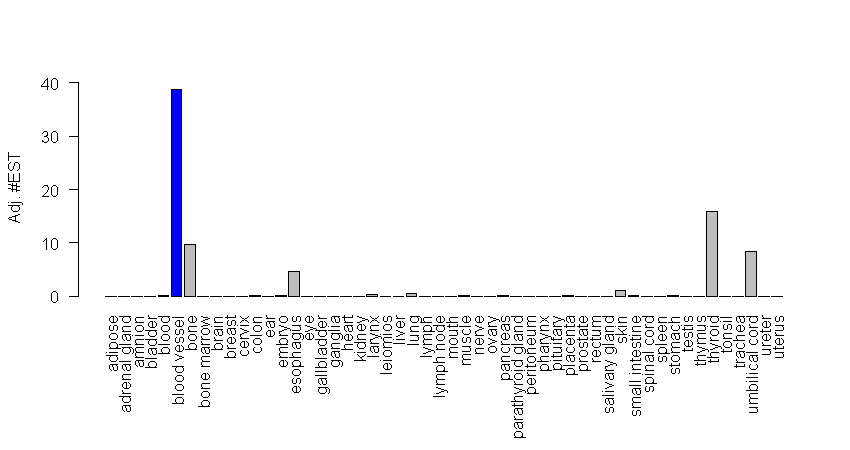 Adj. #EST
40
30
20
10
0
adipose
adrenal gland
amnion
bladder
blood
blood vessel
bone
bone marrow
brain
breast
cervix
colon
ear
embryo
esophagus
eye
gallbladder
ganglia
heart
kidney
larynx
leiomios
liver
lung
lymph
lymph node
mouth
muscle
nerve
ovary
pancreas
parathyroid gland
peritoneum
pharynx
pituitary
placenta
prostate
rectum
salivary gland
skin
small intestine
spinal cord
spleen
stomach
testis
thymus
thyroid
tonsil
trachea
umbilical cord
ureter
uterus